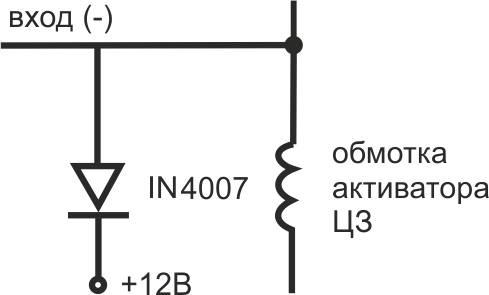 вход (-)
IN4007
обмотка
активатора
ЦЗ
+12В